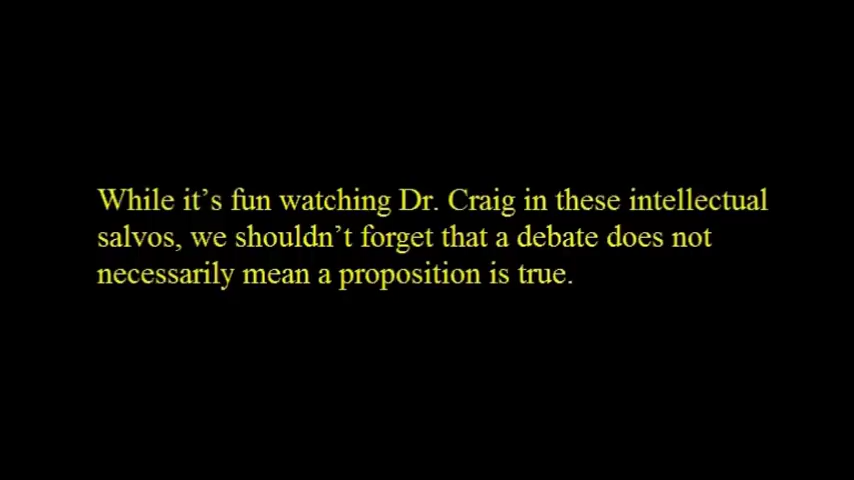 While it’s fun watching Dr. Craig in these intellectual
salvos, we shouldn’t forget that a debate does not
necessarily mean a proposition is true.